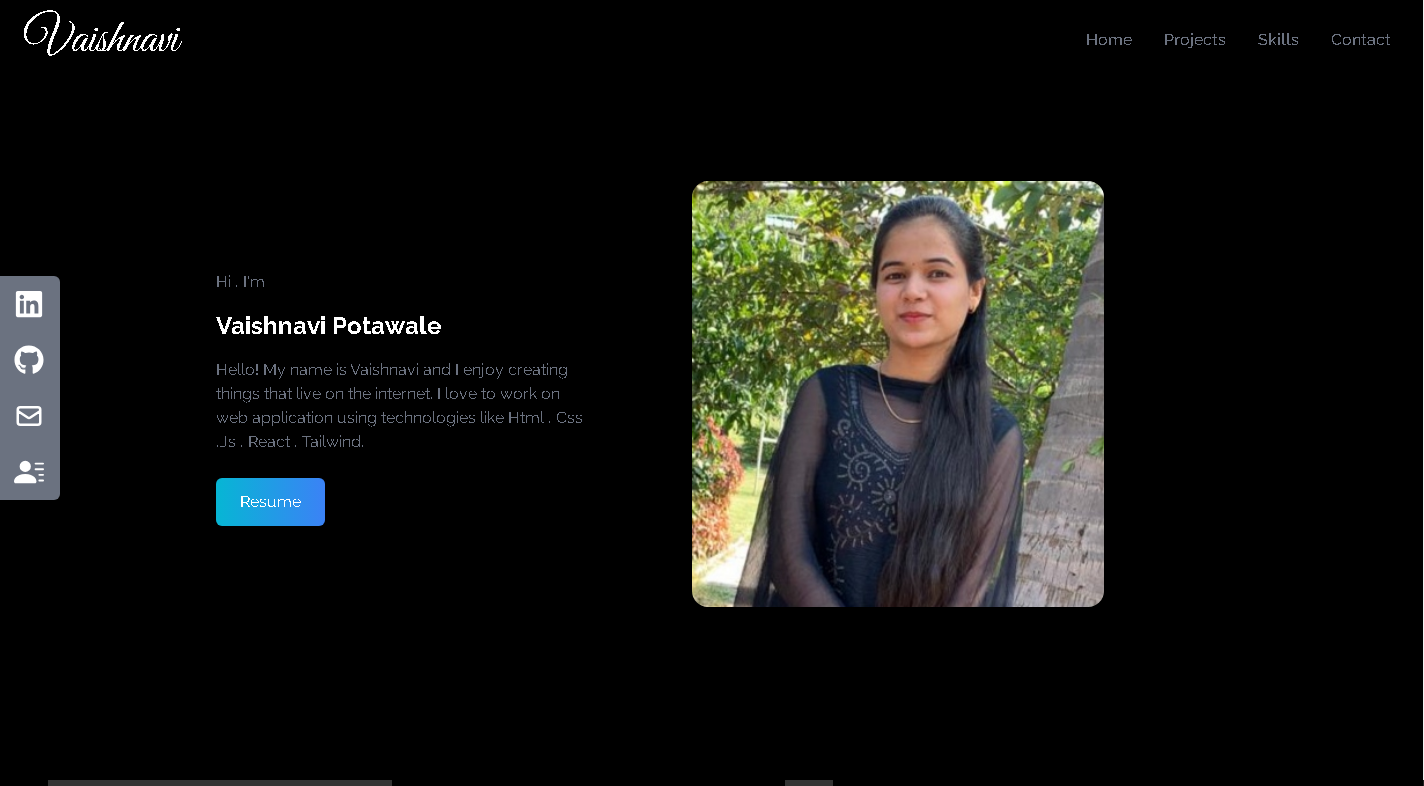 Vaishnavi
Home
Projects
Skills
Contact
Hi . I'm
Vaishnavi Potawale
Hello! My name is Vaishnavi and I enjoy creating
things that live on the internet. I love to work on
web application using technologies like Html . Css
.Js . React . Tailwind.
Resume
in